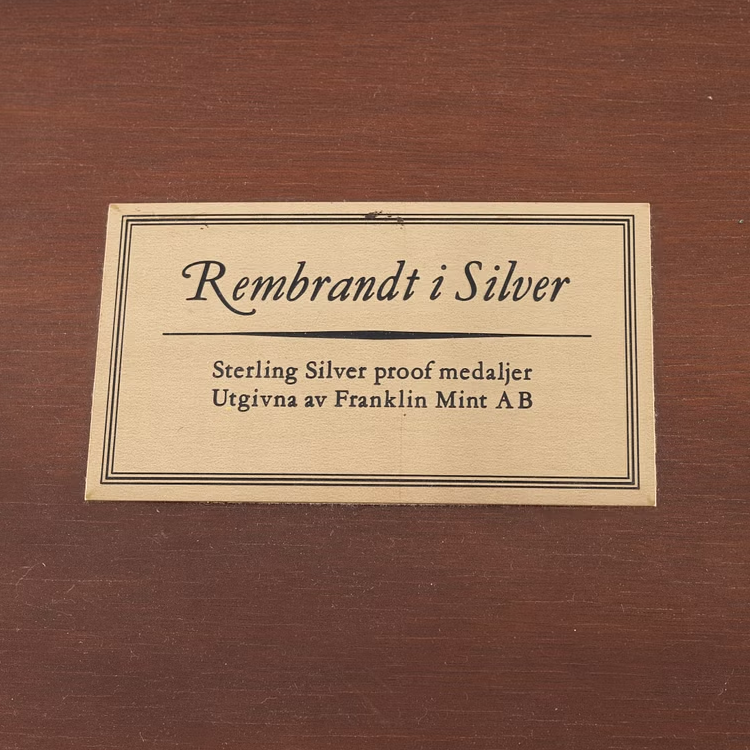 Rembrandt i Silver
Sterling Silver proof medaljer
Utgivna av Franklin Mint AB